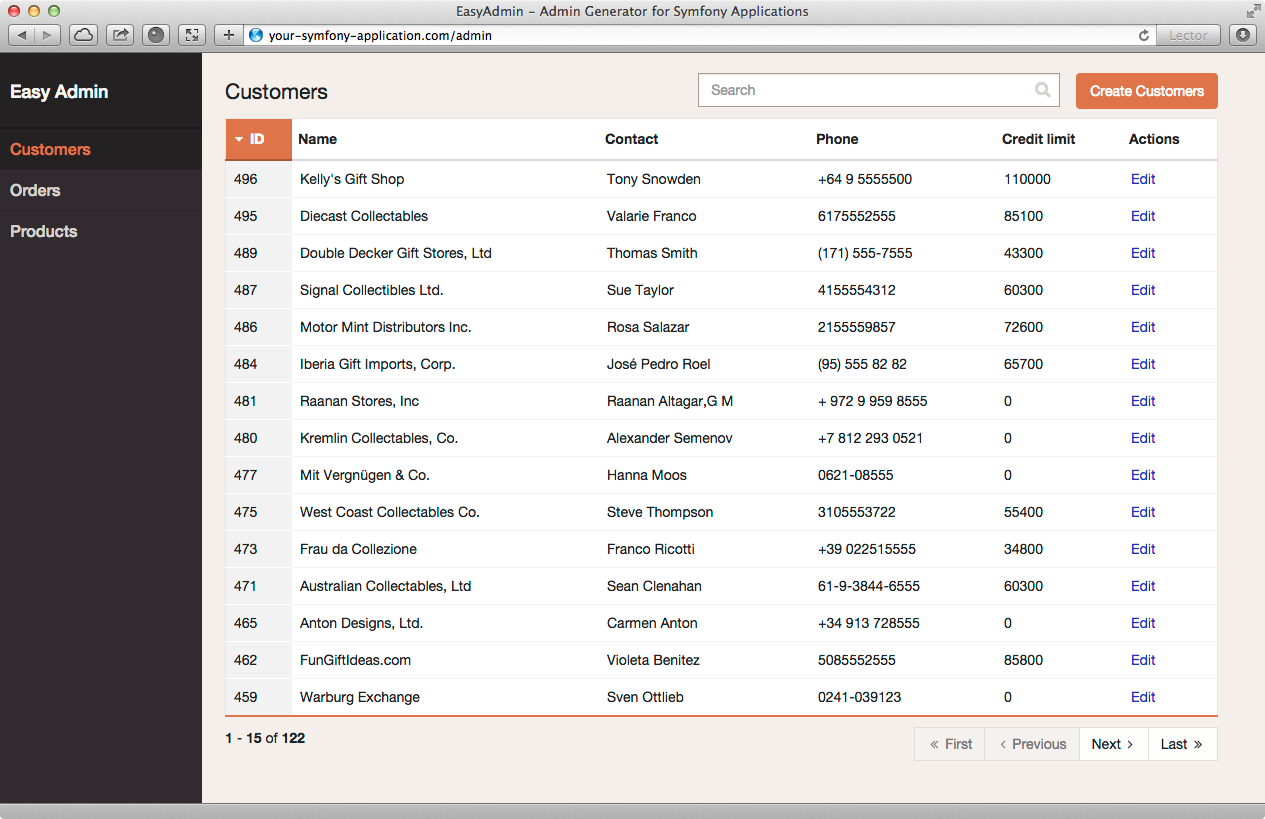 EasyAdmin – Admin Generator for Symfony Applications
your-symfony-application.com/admin
Lector
Easy Admin
Customers
Orders
Products
Customers
Search
Create Customers
ID Name Contact Phone Credit limit Actions
496 Kelly's Gift Shop Tony Snowden +64 9 5555500 110000 Edit
495 Diecast Collectables Valarie Franco 6175552555 85100 Edit
489 Double Decker Gift Stores, Ltd Thomas Smith (171) 555-7555 43300 Edit
487 Signal Collectibles Ltd. Sue Taylor 4155554312 60300 Edit
486 Motor Mint Distributors Inc. Rosa Salazar 2155559857 72600 Edit
484 Iberia Gift Imports, Corp. José Pedro Roel (95) 555 82 82 65700 Edit
481 Raanan Stores, Inc Raanan Altagar,G M + 972 9 959 8555 0 Edit
480 Kremlin Collectables, Co. Alexander Semenov +7 812 293 0521 0 Edit
477 Mit Vergnügen & Co. Hanna Moos 0621-08555 0 Edit
475 West Coast Collectables Co. Steve Thompson 3105553722 55400 Edit
473 Frau da Collezione Franco Ricotti +39 022515555 34800 Edit
471 Australian Collectables, Ltd Sean Clenahan 61-9-3844-6555 60300 Edit
465 Anton Designs, Ltd. Carmen Anton +34 913 728555 0 Edit
462 FunGiftIdeas.com Violeta Benitez 5085552555 85800 Edit
459 Warburg Exchange Sven Ottlieb 0241-039123 0 Edit
1 - 15 of 122
« First ‹ Previous Next › Last »